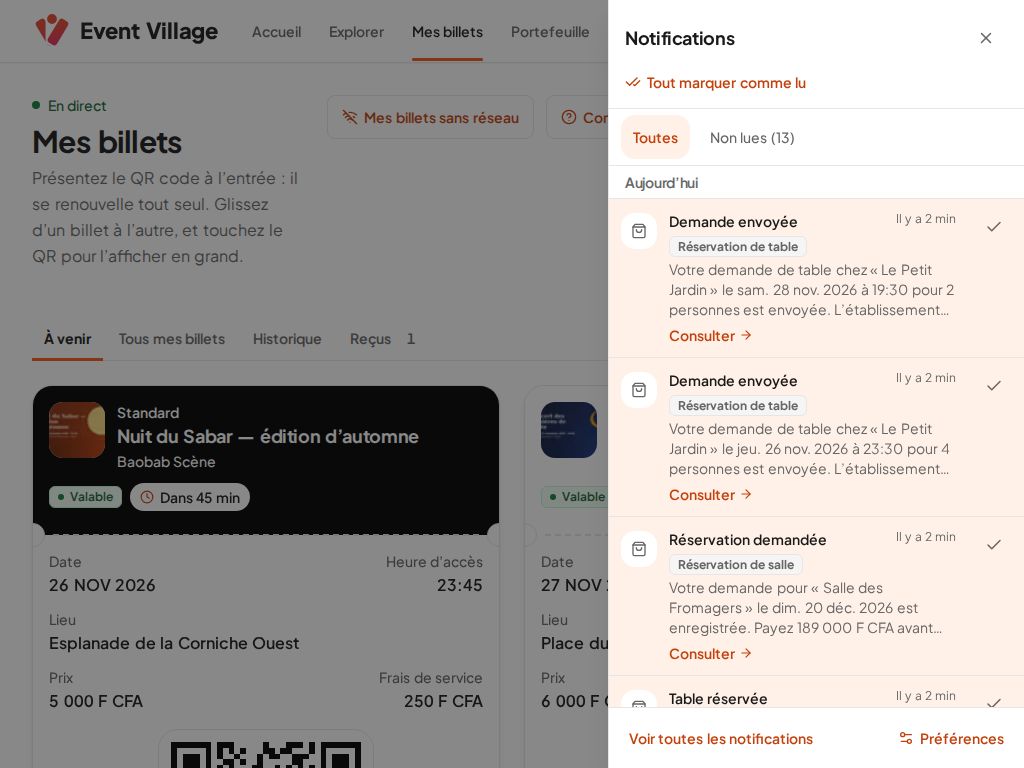 Event Village
Accueil
Explorer
Mes billets
Portefeuille
En direct
Mes billets
Présentez le QR code à l’entrée : il
se renouvelle tout seul. Glissez
d’un billet à l’autre, et touchez le
QR pour l’afficher en grand.
Mes billets sans réseau
À venir
Tous mes billets
Historique
Reçus 1
Standard
Nuit du Sabar — édition d’automne
Baobab Scène
Valable
Dans 45 min
Date
Heure d’accès
26 NOV 2026
23:45
Lieu
Esplanade de la Corniche Ouest
Prix
Frais de service
5 000 F CFA
250 F CFA
Valable
Date
27 NOV
Lieu
Place du
Prix
6 000 F
Notifications
Tout marquer comme lu
Toutes
Non lues (13)
Aujourd’hui
Demande envoyée
Il y a 2 min
Réservation de table
Votre demande de table chez « Le Petit
Jardin » le sam. 28 nov. 2026 à 19:30 pour 2
personnes est envoyée. L’établissement…
Consulter
Demande envoyée
Il y a 2 min
Réservation de table
Votre demande de table chez « Le Petit
Jardin » le jeu. 26 nov. 2026 à 23:30 pour 4
personnes est envoyée. L’établissement…
Consulter
Réservation demandée
Il y a 2 min
Réservation de salle
Votre demande pour « Salle des
Fromagers » le dim. 20 déc. 2026 est
enregistrée. Payez 189 000 F CFA avant…
Consulter
Table réservée
Il y a 2 min
Voir toutes les notifications
Préférences